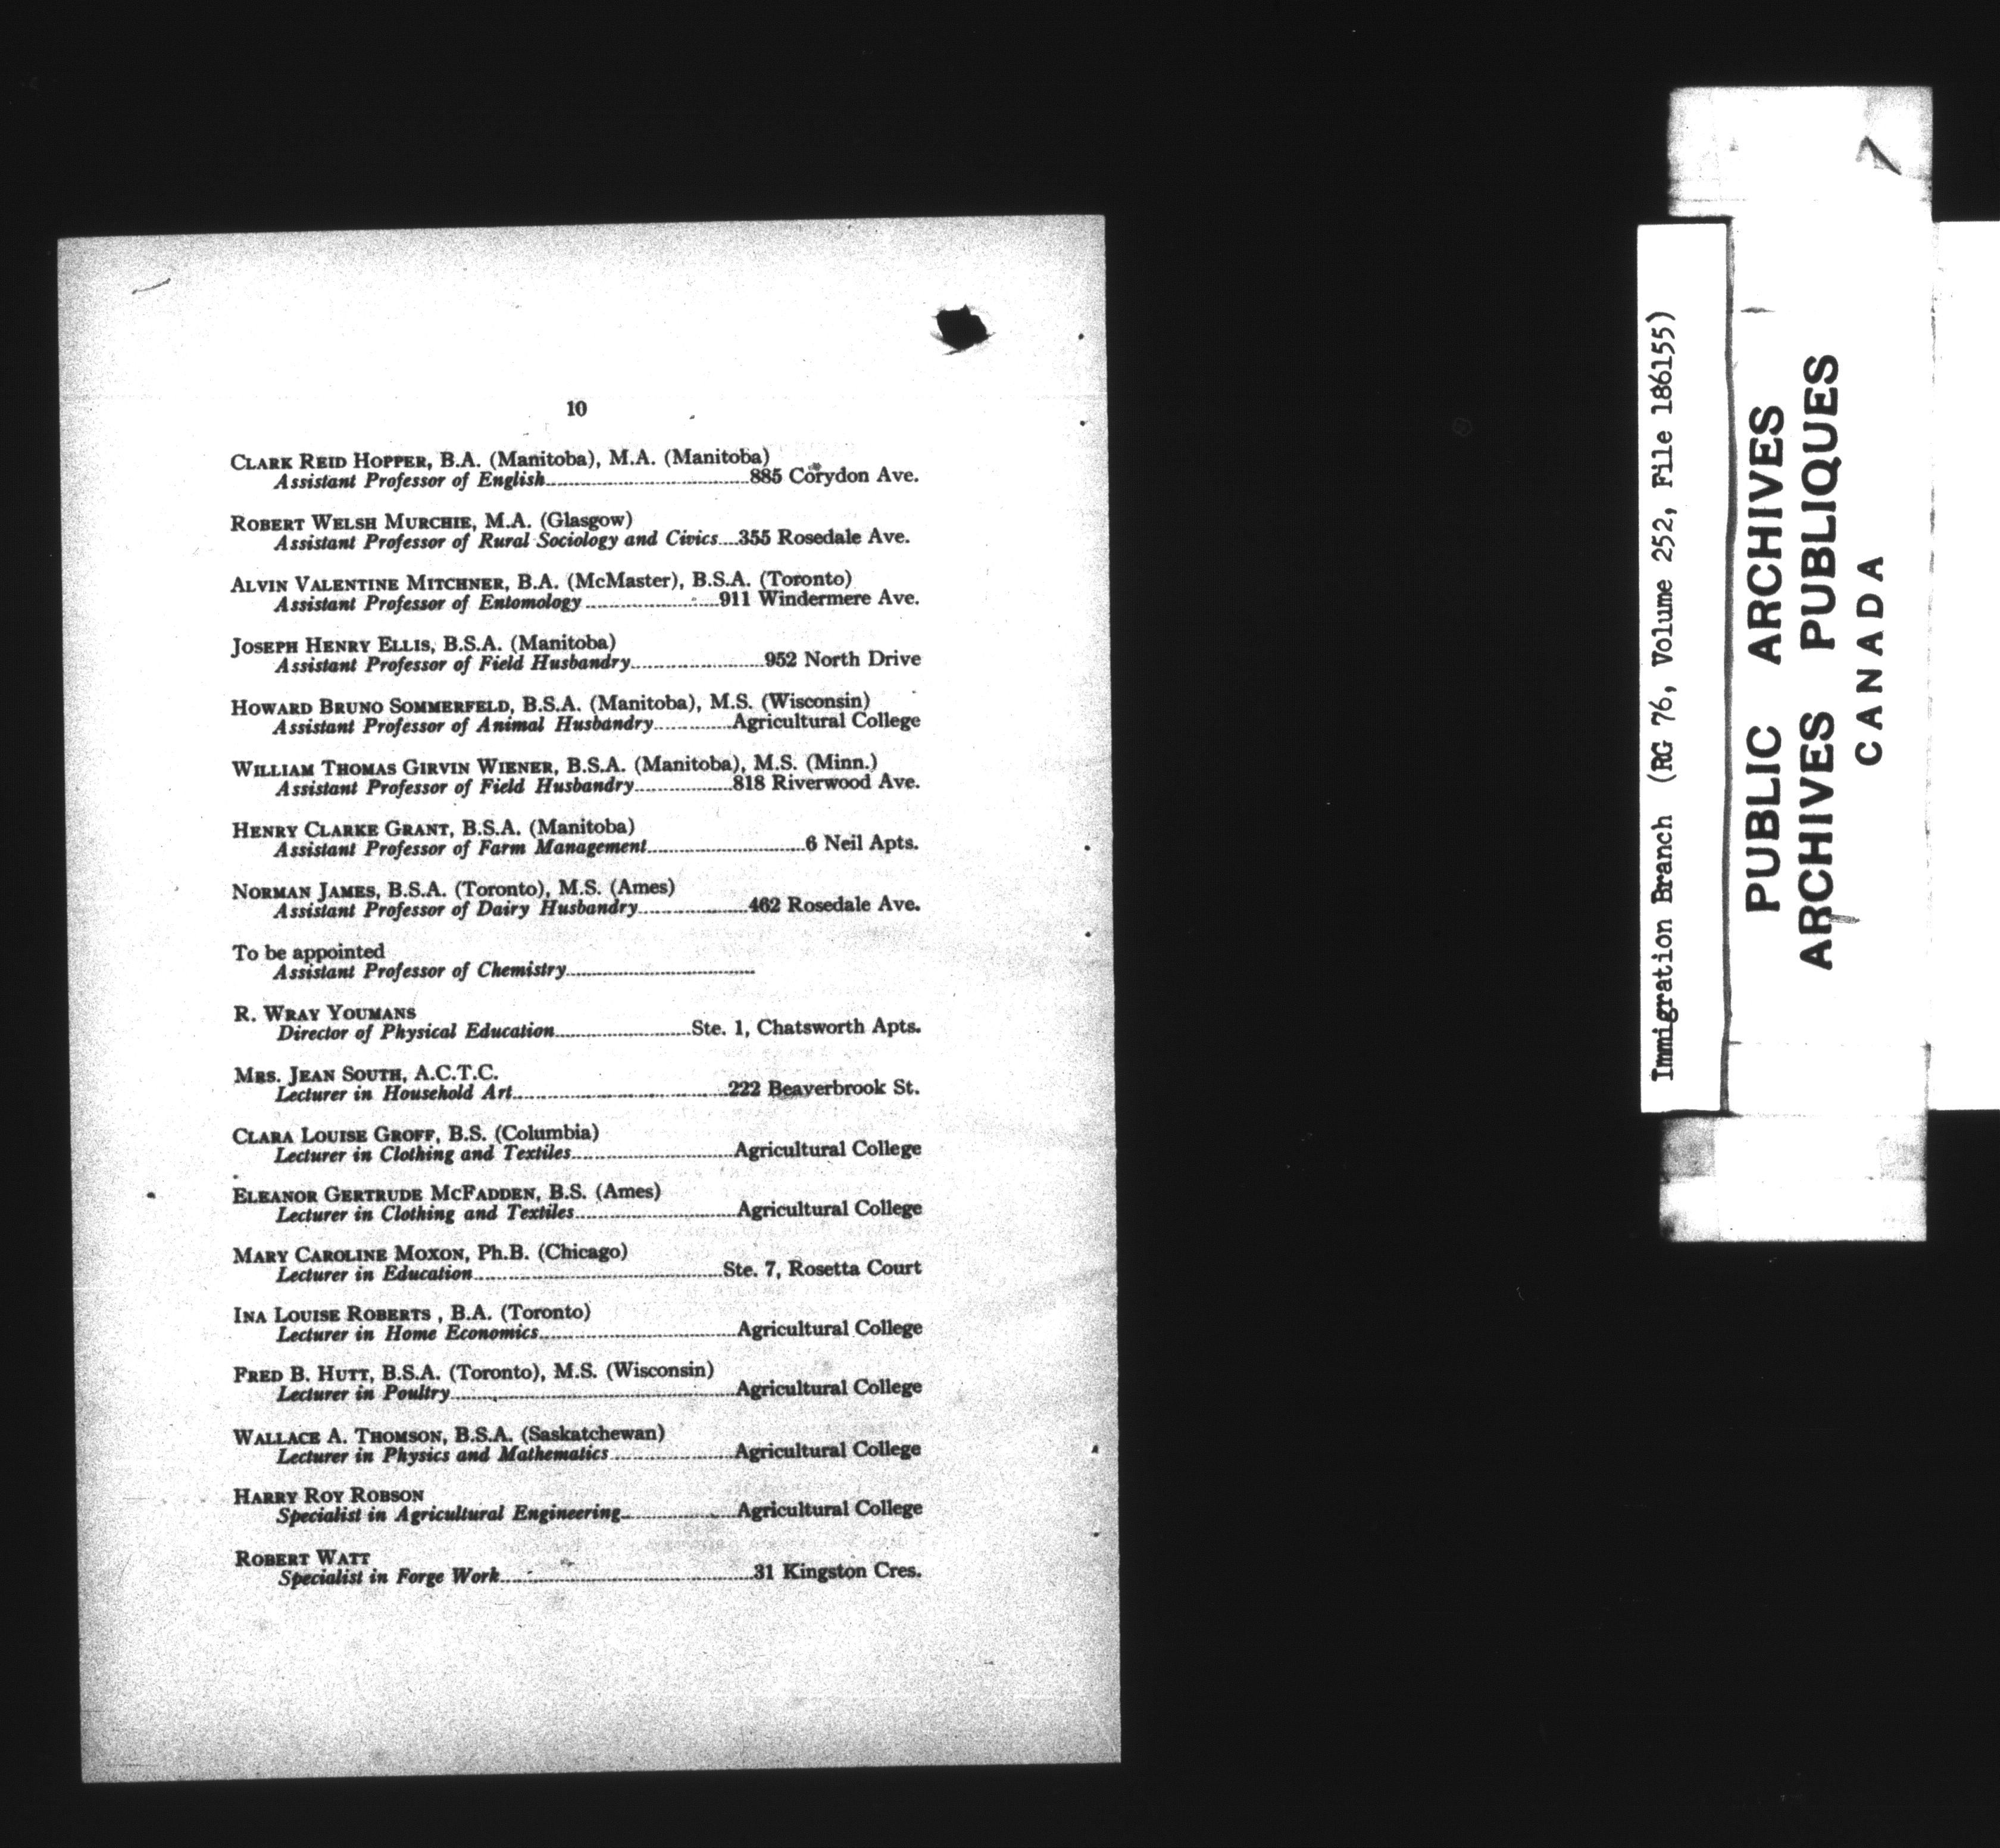 10
CLARK REID HOPPER, B.A. (Manitoba), M.A. (Manitoba)
Assistant Professor of English........................885 Corydon Ave.
ROBERT WELSH MURCHIE, M.A. (Glasgow)
Assistant Professor of Rural Sociology and Civics....355 Rosedale Ave.
ALVIN VALENTINE MITCHNER, B.A. (McMaster), B.S.A. (Toronto)
Assistant Professor of Entomology........................911 Windermere Ave.
JOSEPH HENRY ELLIS, B.S.A. (Manitoba)
Assistant Professor of Field Husbandry........................952 North Drive
HOWARD BRUNO SOMMERFELD, B.S.A. (Manitoba), M.S. (Wisconsin)
Assistant Professor of Animal Husbandry..............Agricultural College
WILLIAM THOMAS GIRVIN WIENER, B.S.A. (Manitoba), M.S. (Minn.)
Assistant Professor of Field Husbandry..................818 Riverwood Ave.
HENRY CLARKE GRANT, B.S.A. (Manitoba)
Assistant Professor of Farm Management........................6 Neil Apts.
NORMAN JAMES, B.S.A. (Toronto), M.S. (Ames)
Assistant Professor of Dairy Husbandry....................462 Rosedale Ave.
To be appointed
Assistant Professor of Chemistry........................
R. WRAY YOUMANS
Director of Physical Education........................Ste. 1, Chatsworth Apts.
MRS. JEAN SOUTH, A.C.T.C.
Lecturer in Household Art........................222 Beaverbrook St.
CLARA LOUISE GROFF, B.S. (Columbia)
Lecturer in Clothing and Textiles........................Agricultural College
ELEANOR GERTRUDE MCFADDEN, B.S. (Ames)
Lecturer in Clothing and Textiles........................Agricultural College
MARY CAROLINE MOXON, Ph.B. (Chicago)
Lecturer in Education........................Ste. 7, Rosetta Court
INA LOUISE ROBERTS , B.A. (Toronto)
Lecturer in Home Economics........................Agricultural College
FRED B. HUTT, B.S.A. (Toronto), M.S. (Wisconsin)
Lecturer in Poultry........................Agricultural College
WALLACE A. THOMSON, B.S.A. (Saskatchewan)
Lecturer in Physics and Mathematics........................Agricultural College
HARRY ROY ROBSON
Specialist in Agricultural Engineering........................Agricultural College
ROBERT WATT
Specialist in Forge Work........................31 Kingston Cres.
Immigration Branch (RG 76, Volume 252, File 186155)
PUBLIC ARCHIVES
ARCHIVES PUBLIQUES
CANADA